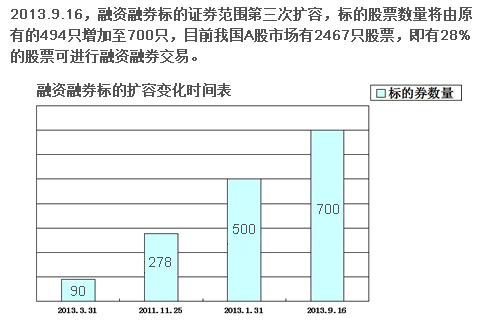 2013.9.16，融资融券标的证券范围第三次扩容，标的股票数量将由原
有的494只增加至700只，目前我国A股市场有2467只股票，即有28%
的股票可进行融资融券交易。
融资融券标的扩容变化时间表
标的券数量
700
500
278
90
2013.3.31 2011.11.25 2013.1.31 2013.9.16